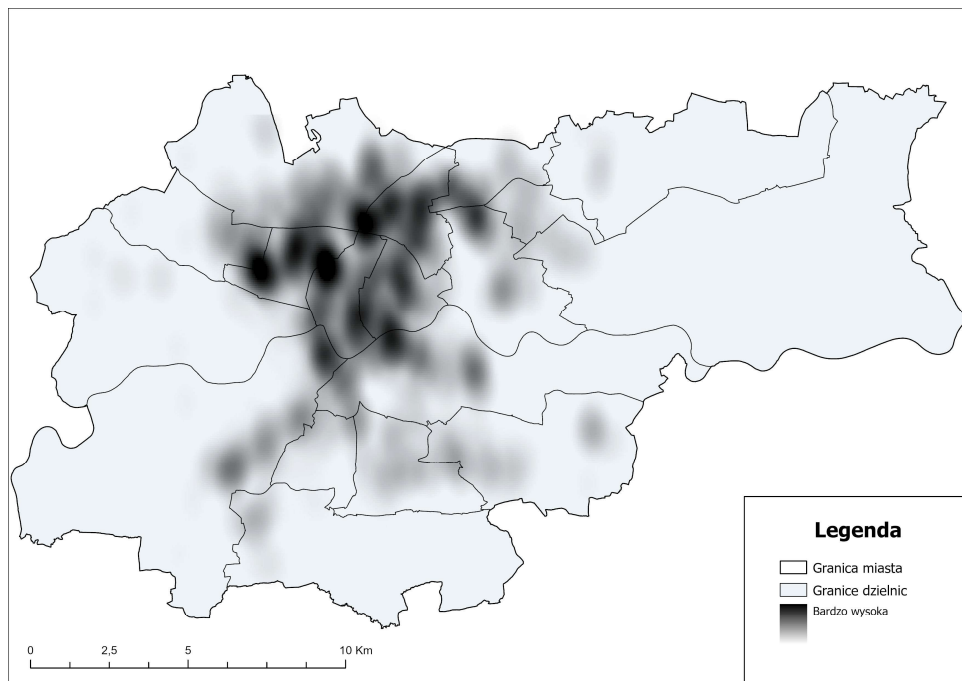 Legenda
Granica miasta
Granice dzielnic
Bardzo wysoka
0 2,5 5 10 Km